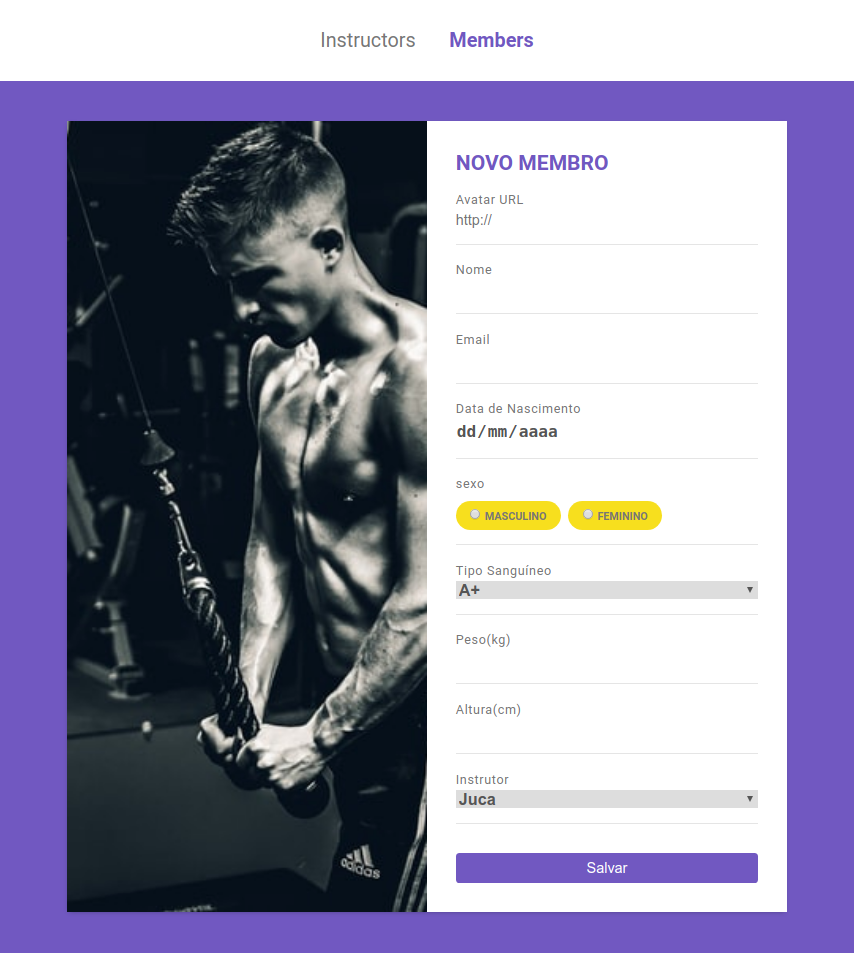 Instructors Members
NOVO MEMBRO
Avatar URL
http://
Nome
Email
Data de Nascimento
dd/mm/aaaa
sexo
MASCULINO FEMININO
Tipo Sanguíneo
A+
Peso(kg)
Altura(cm)
Instrutor
Juca
Salvar
adidas